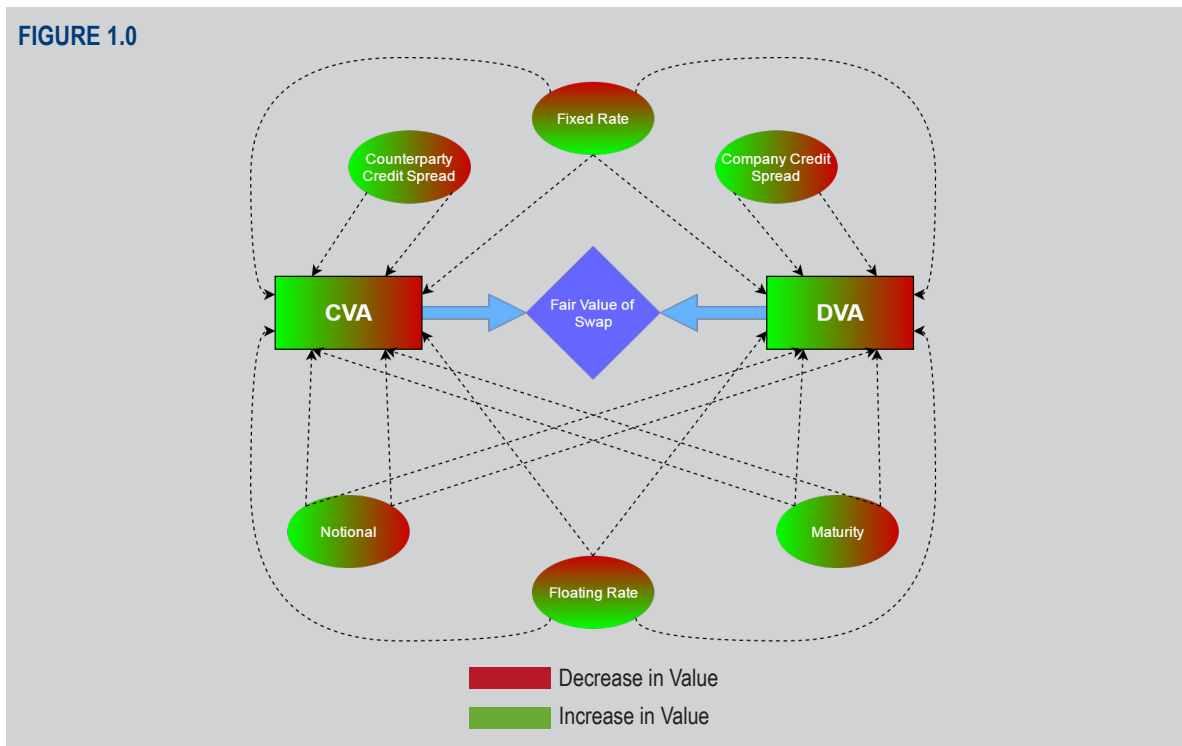 FIGURE 1.0
Fixed Rate
Counterparty
Credit Spread
Company Credit
Spread
CVA
Fair Value of
Swap
DVA
Notional
Maturity
Floating Rate
Decrease in Value
Increase in Value